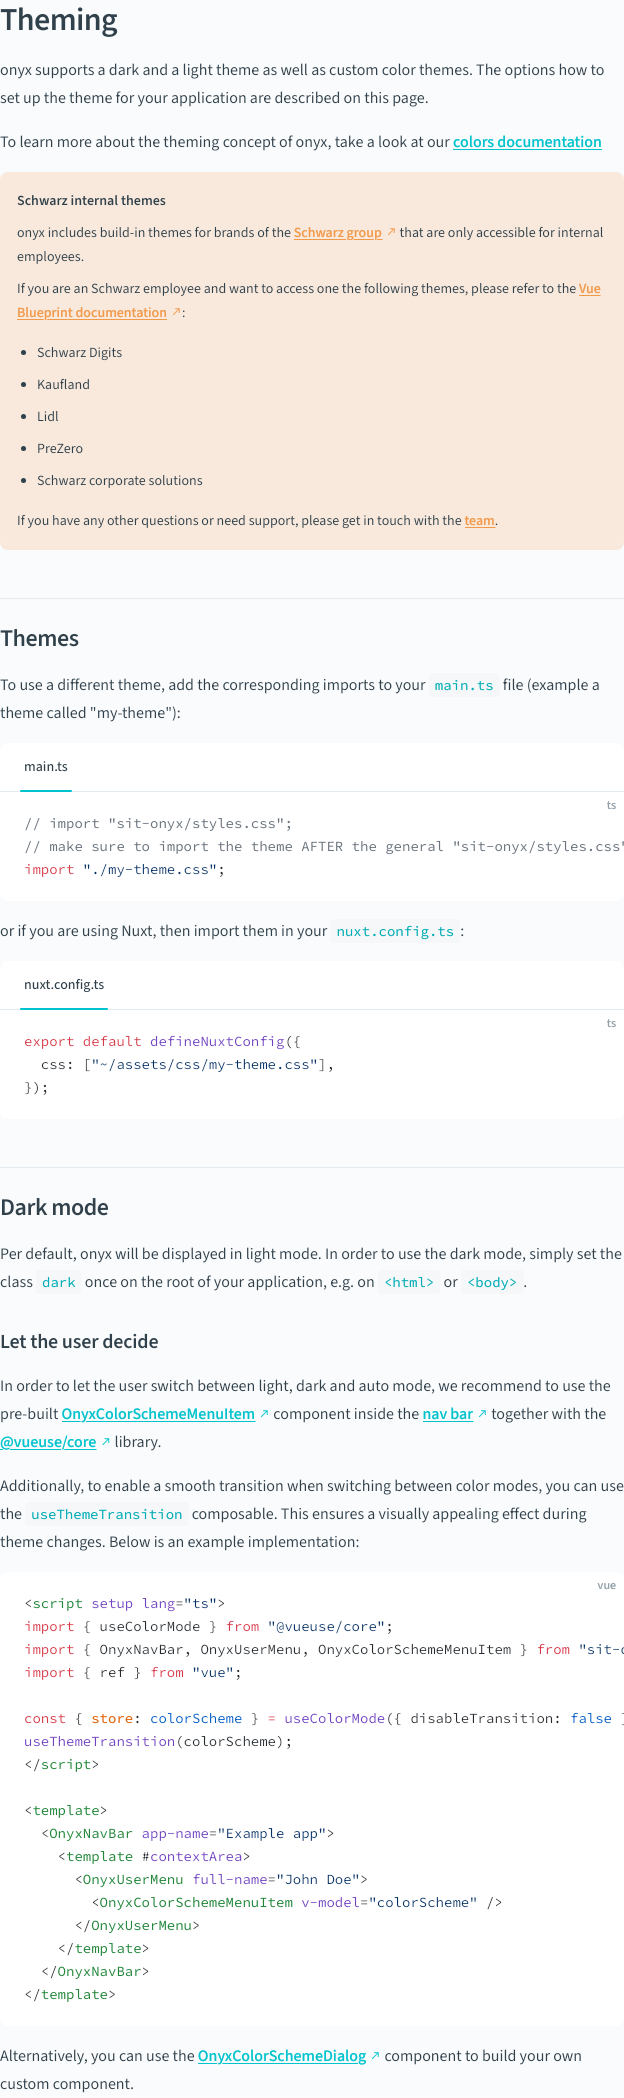 Theming
onyx supports a dark and a light theme as well as custom color themes. The options how to
set up the theme for your application are described on this page.
To learn more about the theming concept of onyx, take a look at our colors documentation
Schwarz internal themes
onyx includes build-in themes for brands of the Schwarz group ↗ that are only accessible for internal
employees.
If you are an Schwarz employee and want to access one the following themes, please refer to the Vue
Blueprint documentation ↗:
• Schwarz Digits
• Kaufland
• Lidl
• PreZero
• Schwarz corporate solutions
If you have any other questions or need support, please get in touch with the team.
Themes
To use a different theme, add the corresponding imports to your main.ts file (example a
theme called "my-theme"):
main.ts
ts
// import "sit-onyx/styles.css";
// make sure to import the theme AFTER the general "sit-onyx/styles.css"
import "./my-theme.css";
or if you are using Nuxt, then import them in your nuxt.config.ts:
nuxt.config.ts
ts
export default defineNuxtConfig({
  css: ["~/assets/css/my-theme.css"],
});
Dark mode
Per default, onyx will be displayed in light mode. In order to use the dark mode, simply set the
class dark once on the root of your application, e.g. on <html> or <body>.
Let the user decide
In order to let the user switch between light, dark and auto mode, we recommend to use the
pre-built OnyxColorSchemeMenuItem ↗ component inside the nav bar ↗ together with the
@vueuse/core ↗ library.
Additionally, to enable a smooth transition when switching between color modes, you can use
the useThemeTransition composable. This ensures a visually appealing effect during
theme changes. Below is an example implementation:
vue
<script setup lang="ts">
import { useColorMode } from "@vueuse/core";
import { OnyxNavBar, OnyxUserMenu, OnyxColorSchemeMenuItem } from "sit-
import { ref } from "vue";

const { store: colorScheme } = useColorMode({ disableTransition: false }
useThemeTransition(colorScheme);
</script>

<template>
  <OnyxNavBar app-name="Example app">
    <template #contextArea>
      <OnyxUserMenu full-name="John Doe">
        <OnyxColorSchemeMenuItem v-model="colorScheme" />
      </OnyxUserMenu>
    </template>
  </OnyxNavBar>
</template>
Alternatively, you can use the OnyxColorSchemeDialog ↗ component to build your own
custom component.